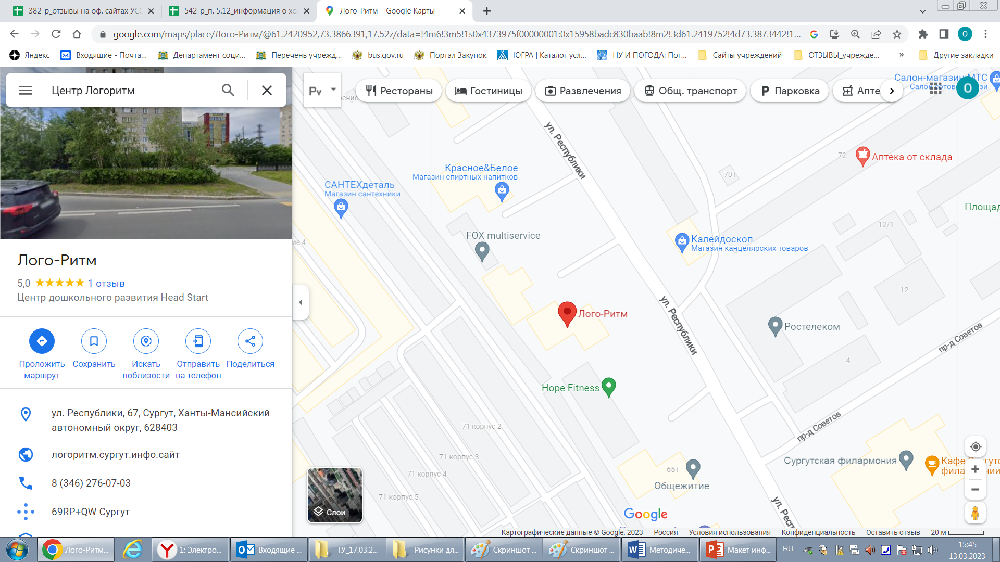 382-р_отзывы на оф. сайтах УСО
542-р_п. 5.12_информация о хо
Лого-Ритм – Google Карты
google.com/maps/place/Лого-Ритм/@61.2420952,73.3866391,17.52z/data=!4m6!3m5!1s0x4373975f00000001:0x15958badc830baab!8m2!3d61.2419752!4d73.3873442!1...
Яндекс
Входящие - Почта...
Департамент соци...
Перечень учрежд...
bus.gov.ru
Портал Закупок
ЮГРА | Каталог усл...
НУ И ПОГОДА: Пог...
Сайты учреждений
ОТЗЫВЫ_учрежде...
»
Другие закладки
Центр Логоритм
Рестораны
Гостиницы
Развлечения
Общ. транспорт
Парковка
Апте
O
Лого-Ритм
5,0 1 отзыв
Центр дошкольного развития Head Start
Проложить
маршрут
Сохранить
Искать
поблизости
Отправить
на телефон
Поделиться
ул. Республики, 67, Сургут, Ханты-Мансийский
автономный округ, 628403
логоритм.сургут.инфо.сайт
8 (346) 276-07-03
69RP+QW Сургут
Салон-магазин МТС
ул. Республики
72
Аптека от склада
70Т
Красное&Белое
Магазин спиртных напитков
САНТЕХдеталь
Магазин сантехники
Площад
12/1
FOX multiservice
Калейдоскоп
Магазин канцелярских товаров
ие 4
12
Лого-Ритм
ул. Республики
Ростелеком
пр-д Советов
4
Hope Fitness
пр-д Советов
71 корпус 2
71 корпус 3
71 корпус 4
71 корпус 5
Сургутская филармония
65Т
Общежитие
ул. Респ
Слои
Google
Картографические данные © Google, 2023
Россия
Условия использования
Конфиденциальность
Оставить отзыв
20 м
Лого-Ритм...
1: Электро...
Входящие ...
ТУ_17.03.2...
Рисунки дл...
Скриншот ...
Скриншот ...
Методиче...
Макет инф...
RU
15:45
13.03.2023